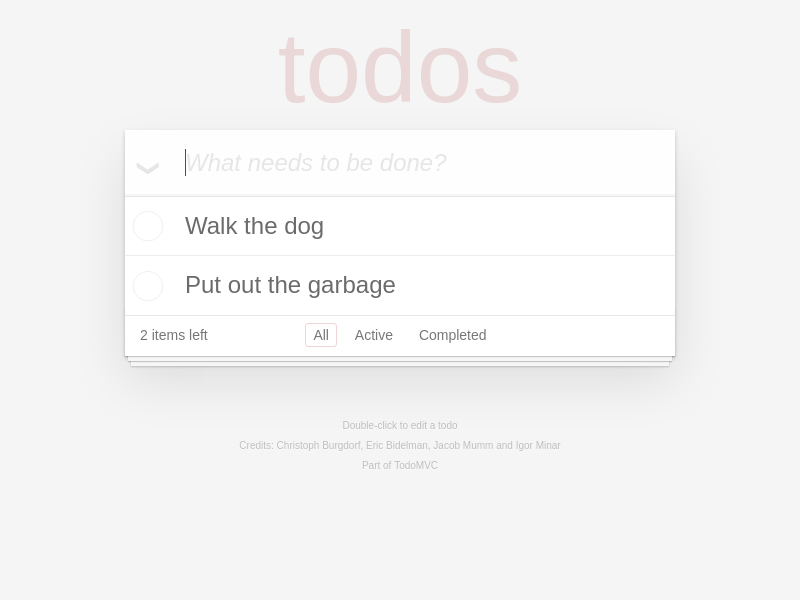 todos
What needs to be done?
Walk the dog
Put out the garbage
2 items left All Active Completed
Double-click to edit a todo
Credits: Christoph Burgdorf, Eric Bidelman, Jacob Mumm and Igor Minar
Part of TodoMVC